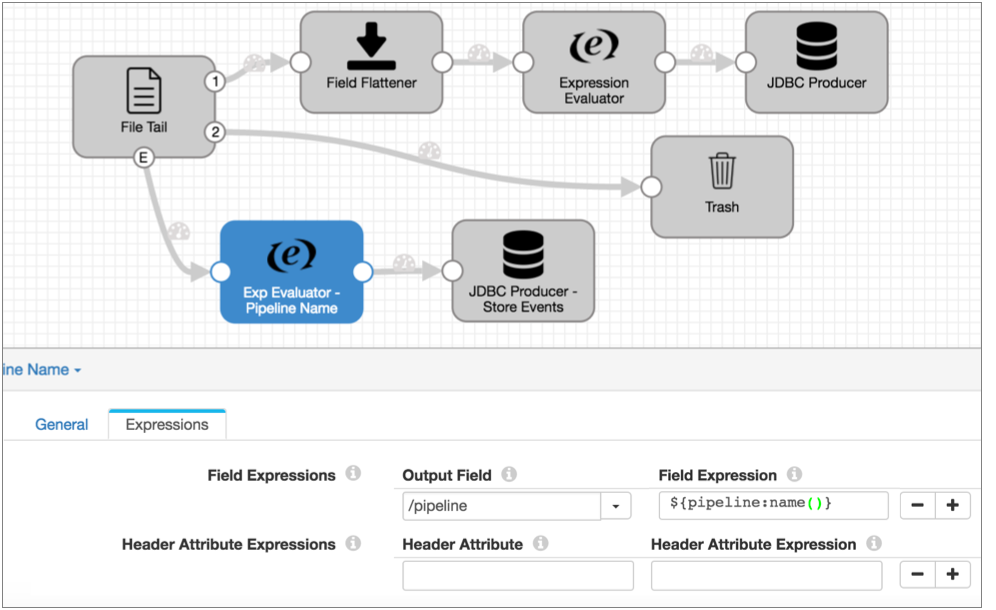 File Tail
1
2
E
Field Flattener
Expression
Evaluator
JDBC Producer
Trash
Exp Evaluator -
Pipeline Name
JDBC Producer -
Store Events
ine Name
General
Expressions
Field Expressions
Output Field
Field Expression
/pipeline
${pipeline:name()}
Header Attribute Expressions
Header Attribute
Header Attribute Expression